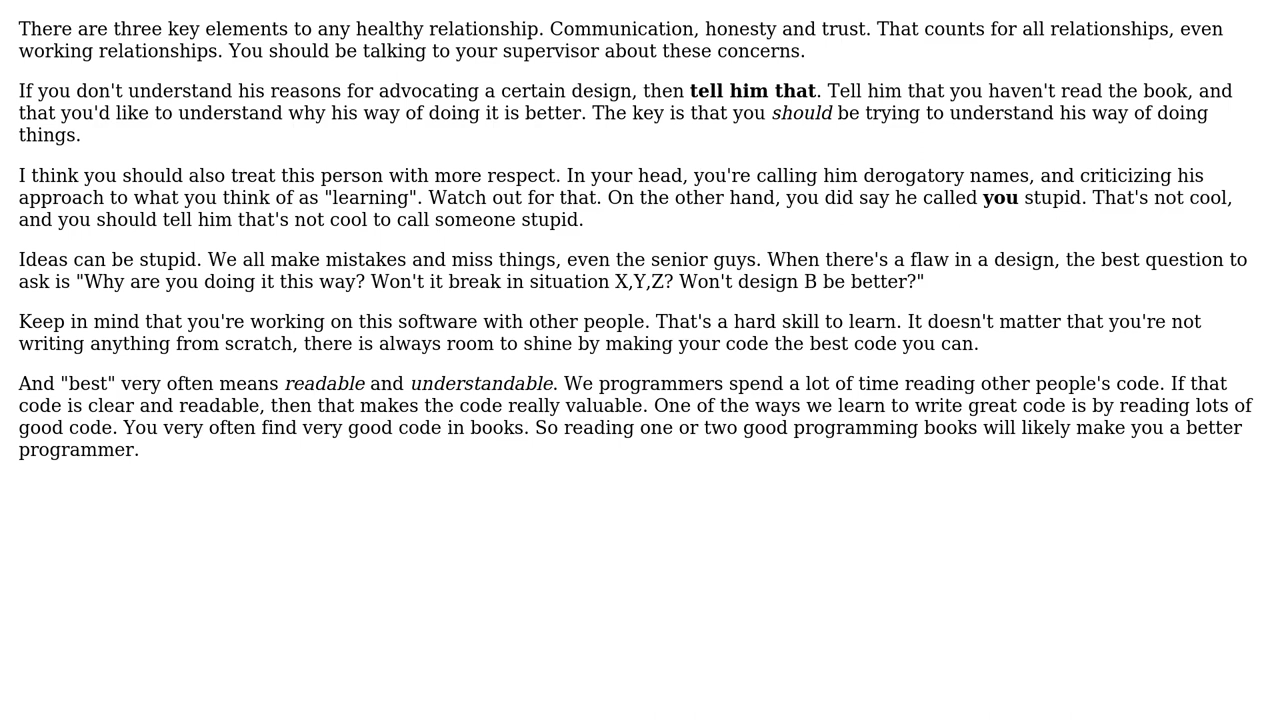 There are three key elements to any healthy relationship. Communication, honesty and trust. That counts for all relationships, even
working relationships. You should be talking to your supervisor about these concerns.
If you don't understand his reasons for advocating a certain design, then tell him that. Tell him that you haven't read the book, and
that you'd like to understand why his way of doing it is better. The key is that you should be trying to understand his way of doing
things.
I think you should also treat this person with more respect. In your head, you're calling him derogatory names, and criticizing his
approach to what you think of as "learning". Watch out for that. On the other hand, you did say he called you stupid. That's not cool,
and you should tell him that's not cool to call someone stupid.
Ideas can be stupid. We all make mistakes and miss things, even the senior guys. When there's a flaw in a design, the best question to
ask is "Why are you doing it this way? Won't it break in situation X,Y,Z? Won't design B be better?"
Keep in mind that you're working on this software with other people. That's a hard skill to learn. It doesn't matter that you're not
writing anything from scratch, there is always room to shine by making your code the best code you can.
And "best" very often means readable and understandable. We programmers spend a lot of time reading other people's code. If that
code is clear and readable, then that makes the code really valuable. One of the ways we learn to write great code is by reading lots of
good code. You very often find very good code in books. So reading one or two good programming books will likely make you a better
programmer.